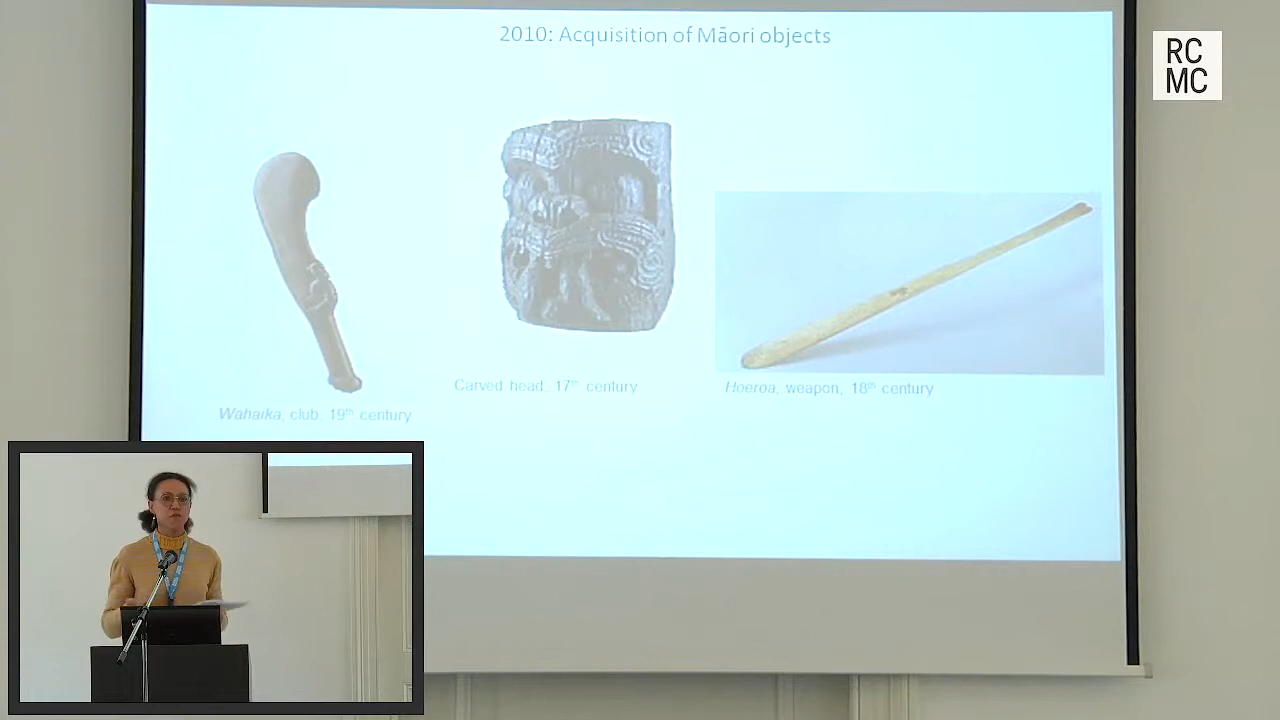 2010: Acquisition of Māori objects
RC
MC
Carved head, 17th century
Hoeroa, weapon, 18th century
Wahaika, club, 19th century